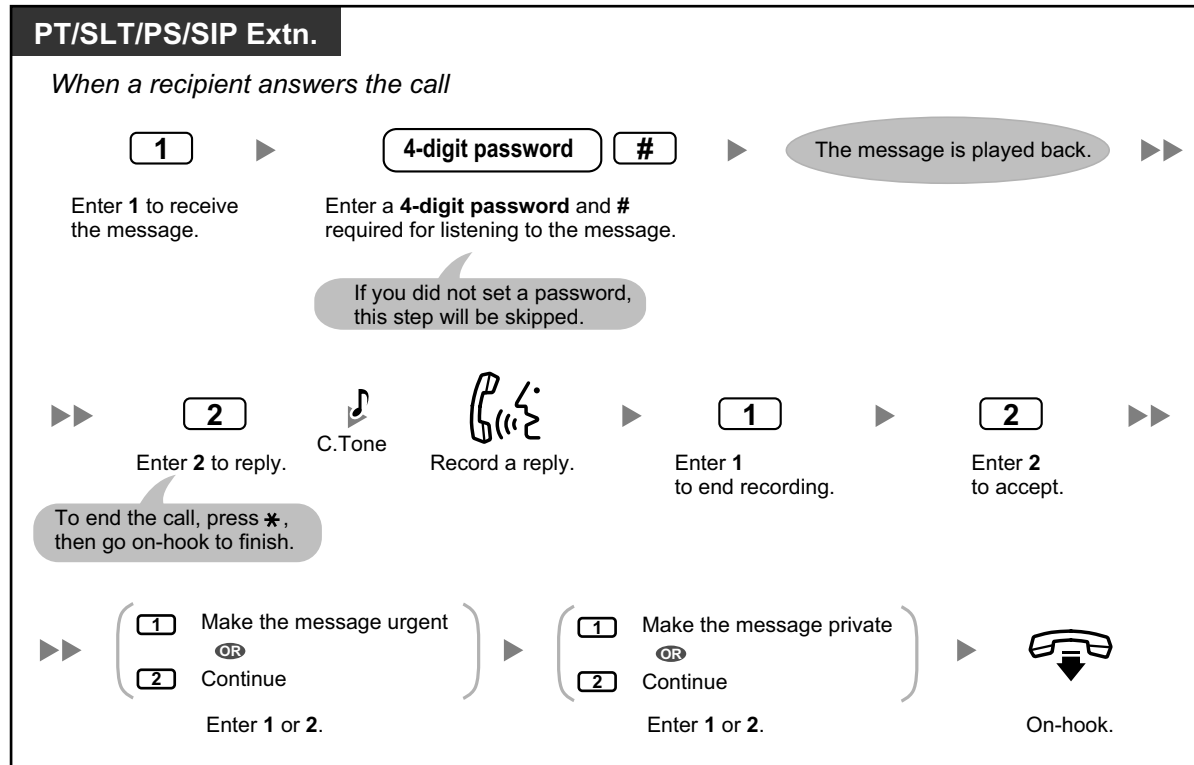 PT/SLT/PS/SIP Extn.
When a recipient answers the call
1
4-digit password
#
The message is played back.
Enter 1 to receive
the message.
Enter a 4-digit password and #
required for listening to the message.
If you did not set a password,
this step will be skipped.
2
C.Tone
1
2
Enter 2 to reply.
Record a reply.
Enter 1
to end recording.
Enter 2
to accept.
To end the call, press *,
then go on-hook to finish.
1 Make the message urgent
OR
2 Continue
Enter 1 or 2.
1 Make the message private
OR
2 Continue
Enter 1 or 2.
On-hook.